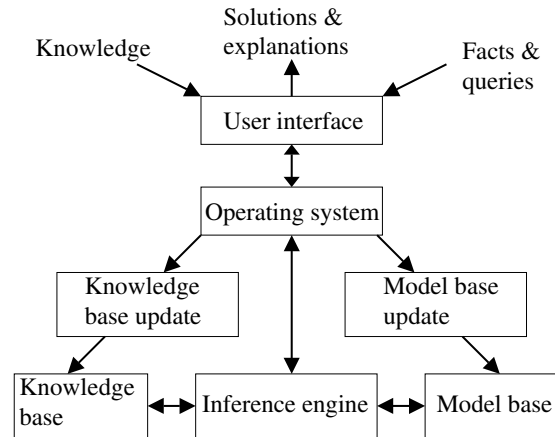 Solutions &
explanations
Knowledge
Facts &
queries
User interface
Operating system
Knowledge
base update
Model base
update
Knowledge
base
Inference engine
Model base